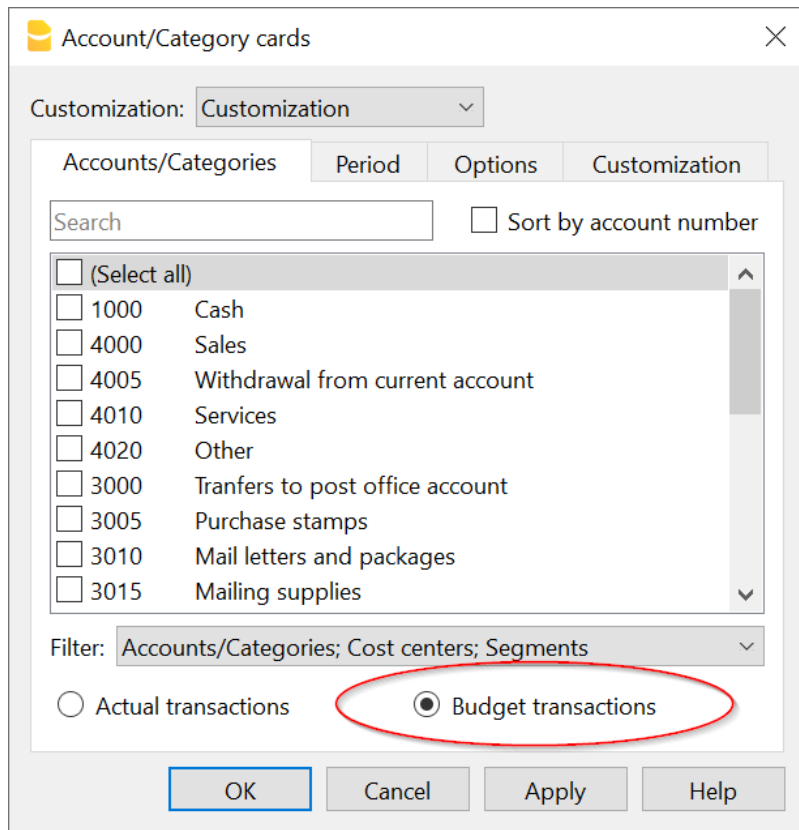 Account/Category cards
Customization: Customization
Accounts/Categories Period Options Customization
Search Sort by account number
(Select all)
1000 Cash
4000 Sales
4005 Withdrawal from current account
4010 Services
4020 Other
3000 Tranfers to post office account
3005 Purchase stamps
3010 Mail letters and packages
3015 Mailing supplies
Filter: Accounts/Categories; Cost centers; Segments
Actual transactions Budget transactions
OK Cancel Apply Help